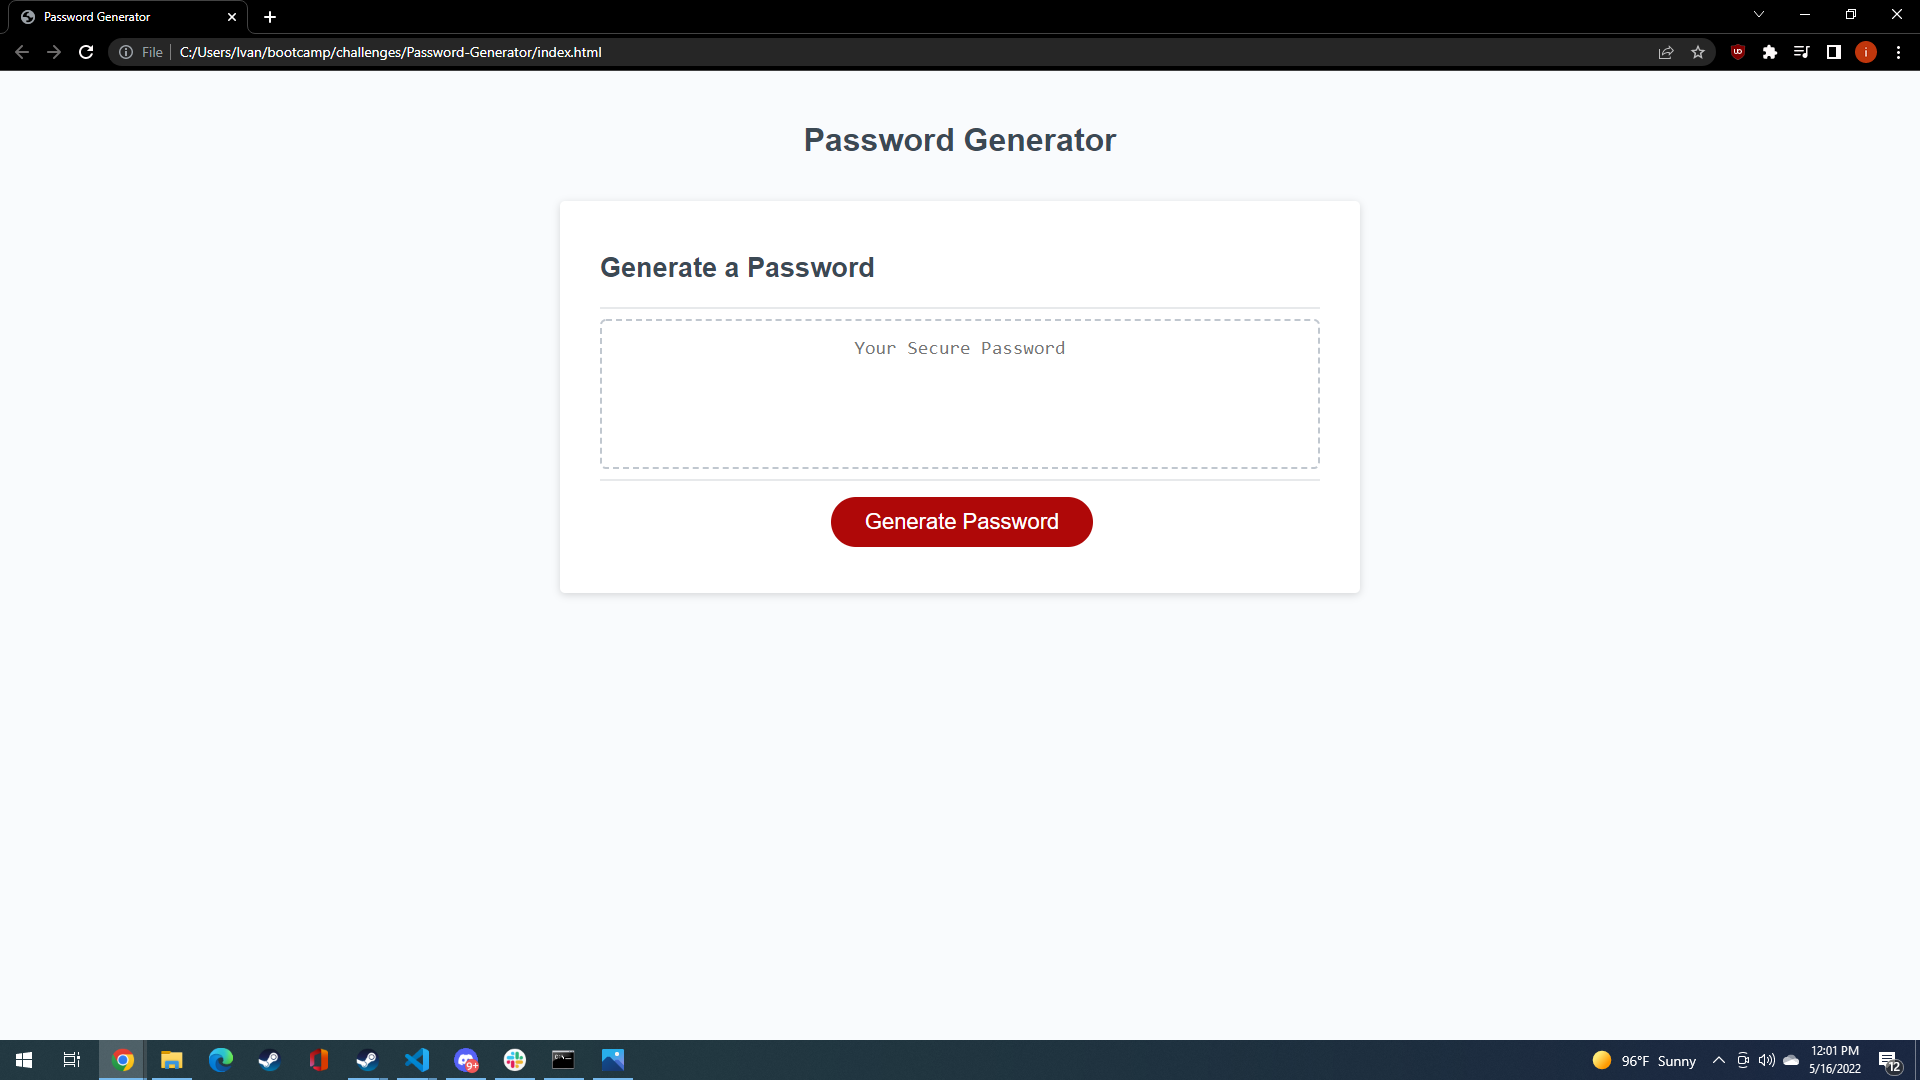 Password Generator
File
C:/Users/Ivan/bootcamp/challenges/Password-Generator/index.html
i
Password Generator
Generate a Password
Your Secure Password
Generate Password
9+
96°F Sunny
12:01 PM
5/16/2022
12